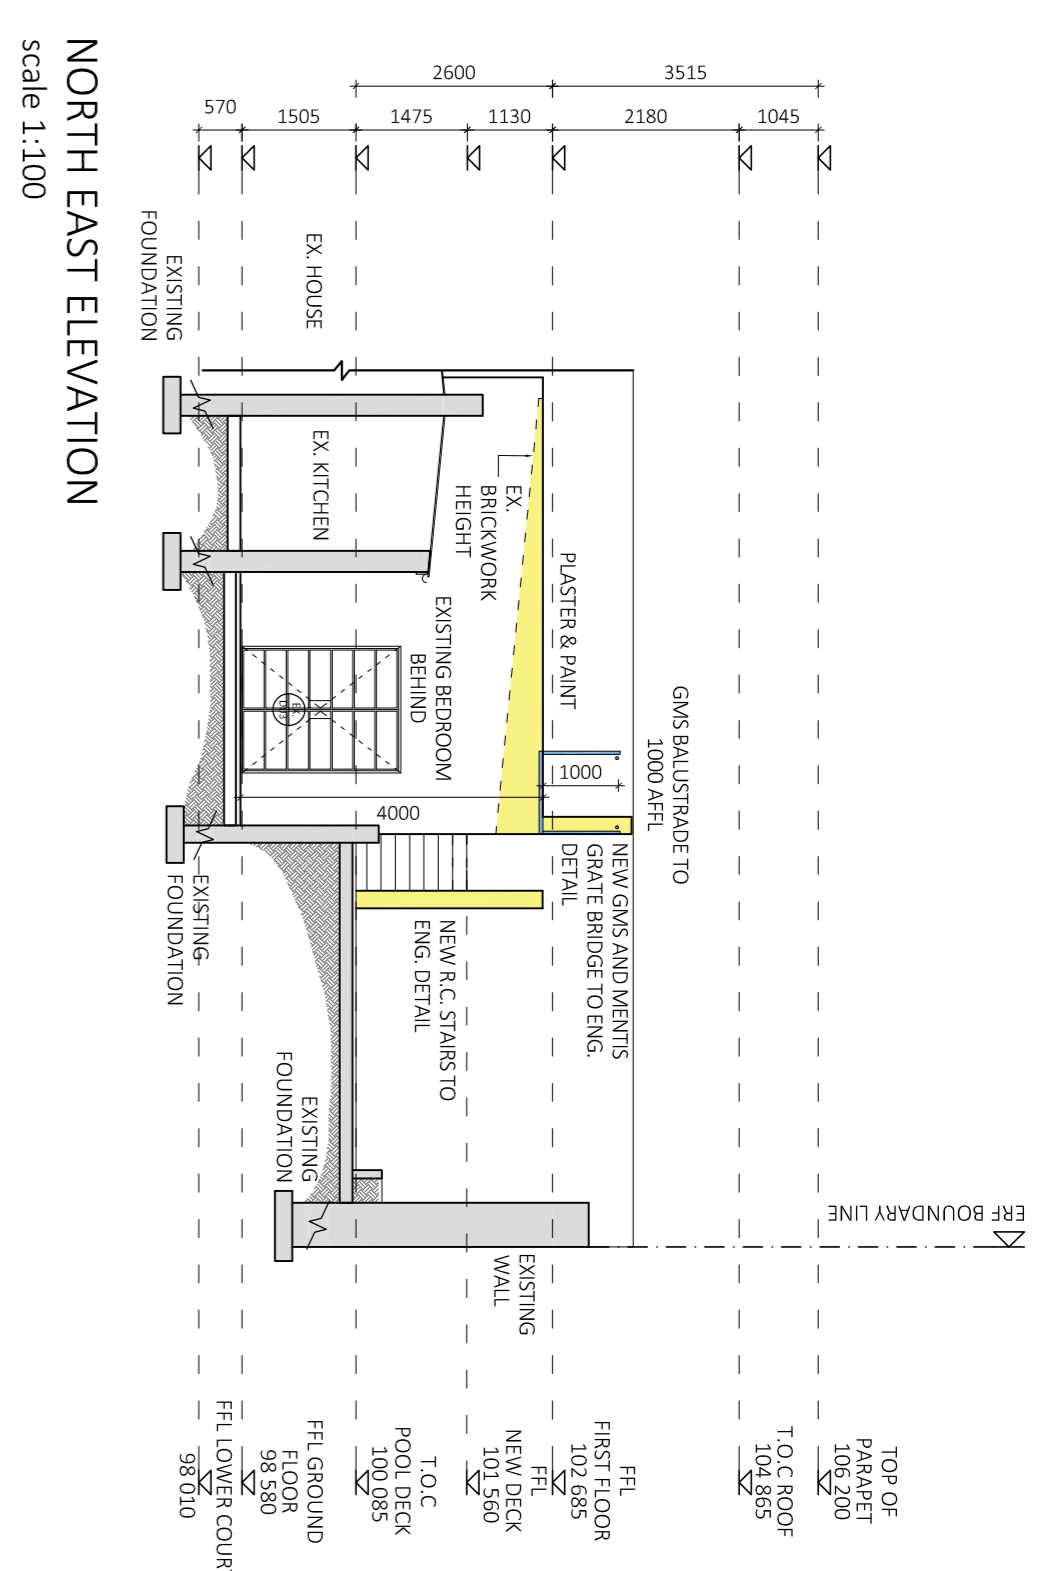 NORTH EAST ELEVATION
scale 1:100
3515
2600
1045
2180
1130
1475
1505
570
ERF BOUNDARY LINE
TOP OF
PARAPET
106 200
T.O.C ROOF
104 865
FFL
FIRST FLOOR
102 685
FFL
NEW DECK
101 560
T.O.C
POOL DECK
100 085
FFL GROUND
FLOOR
98 580
FFL LOWER COURT
98 010
GMS BALUSTRADE TO
1000 AFFL
PLASTER & PAINT
1000
NEW GMS AND MENTIS
GRATE BRIDGE TO ENG.
DETAIL
EX.
BRICKWORK
HEIGHT
EXISTING BEDROOM
BEHIND
4000
NEW R.C. STAIRS TO
ENG. DETAIL
EXISTING
WALL
EX. HOUSE
EX. KITCHEN
X
EX.
EXISTING
FOUNDATION
EXISTING
FOUNDATION
EXISTING
FOUNDATION